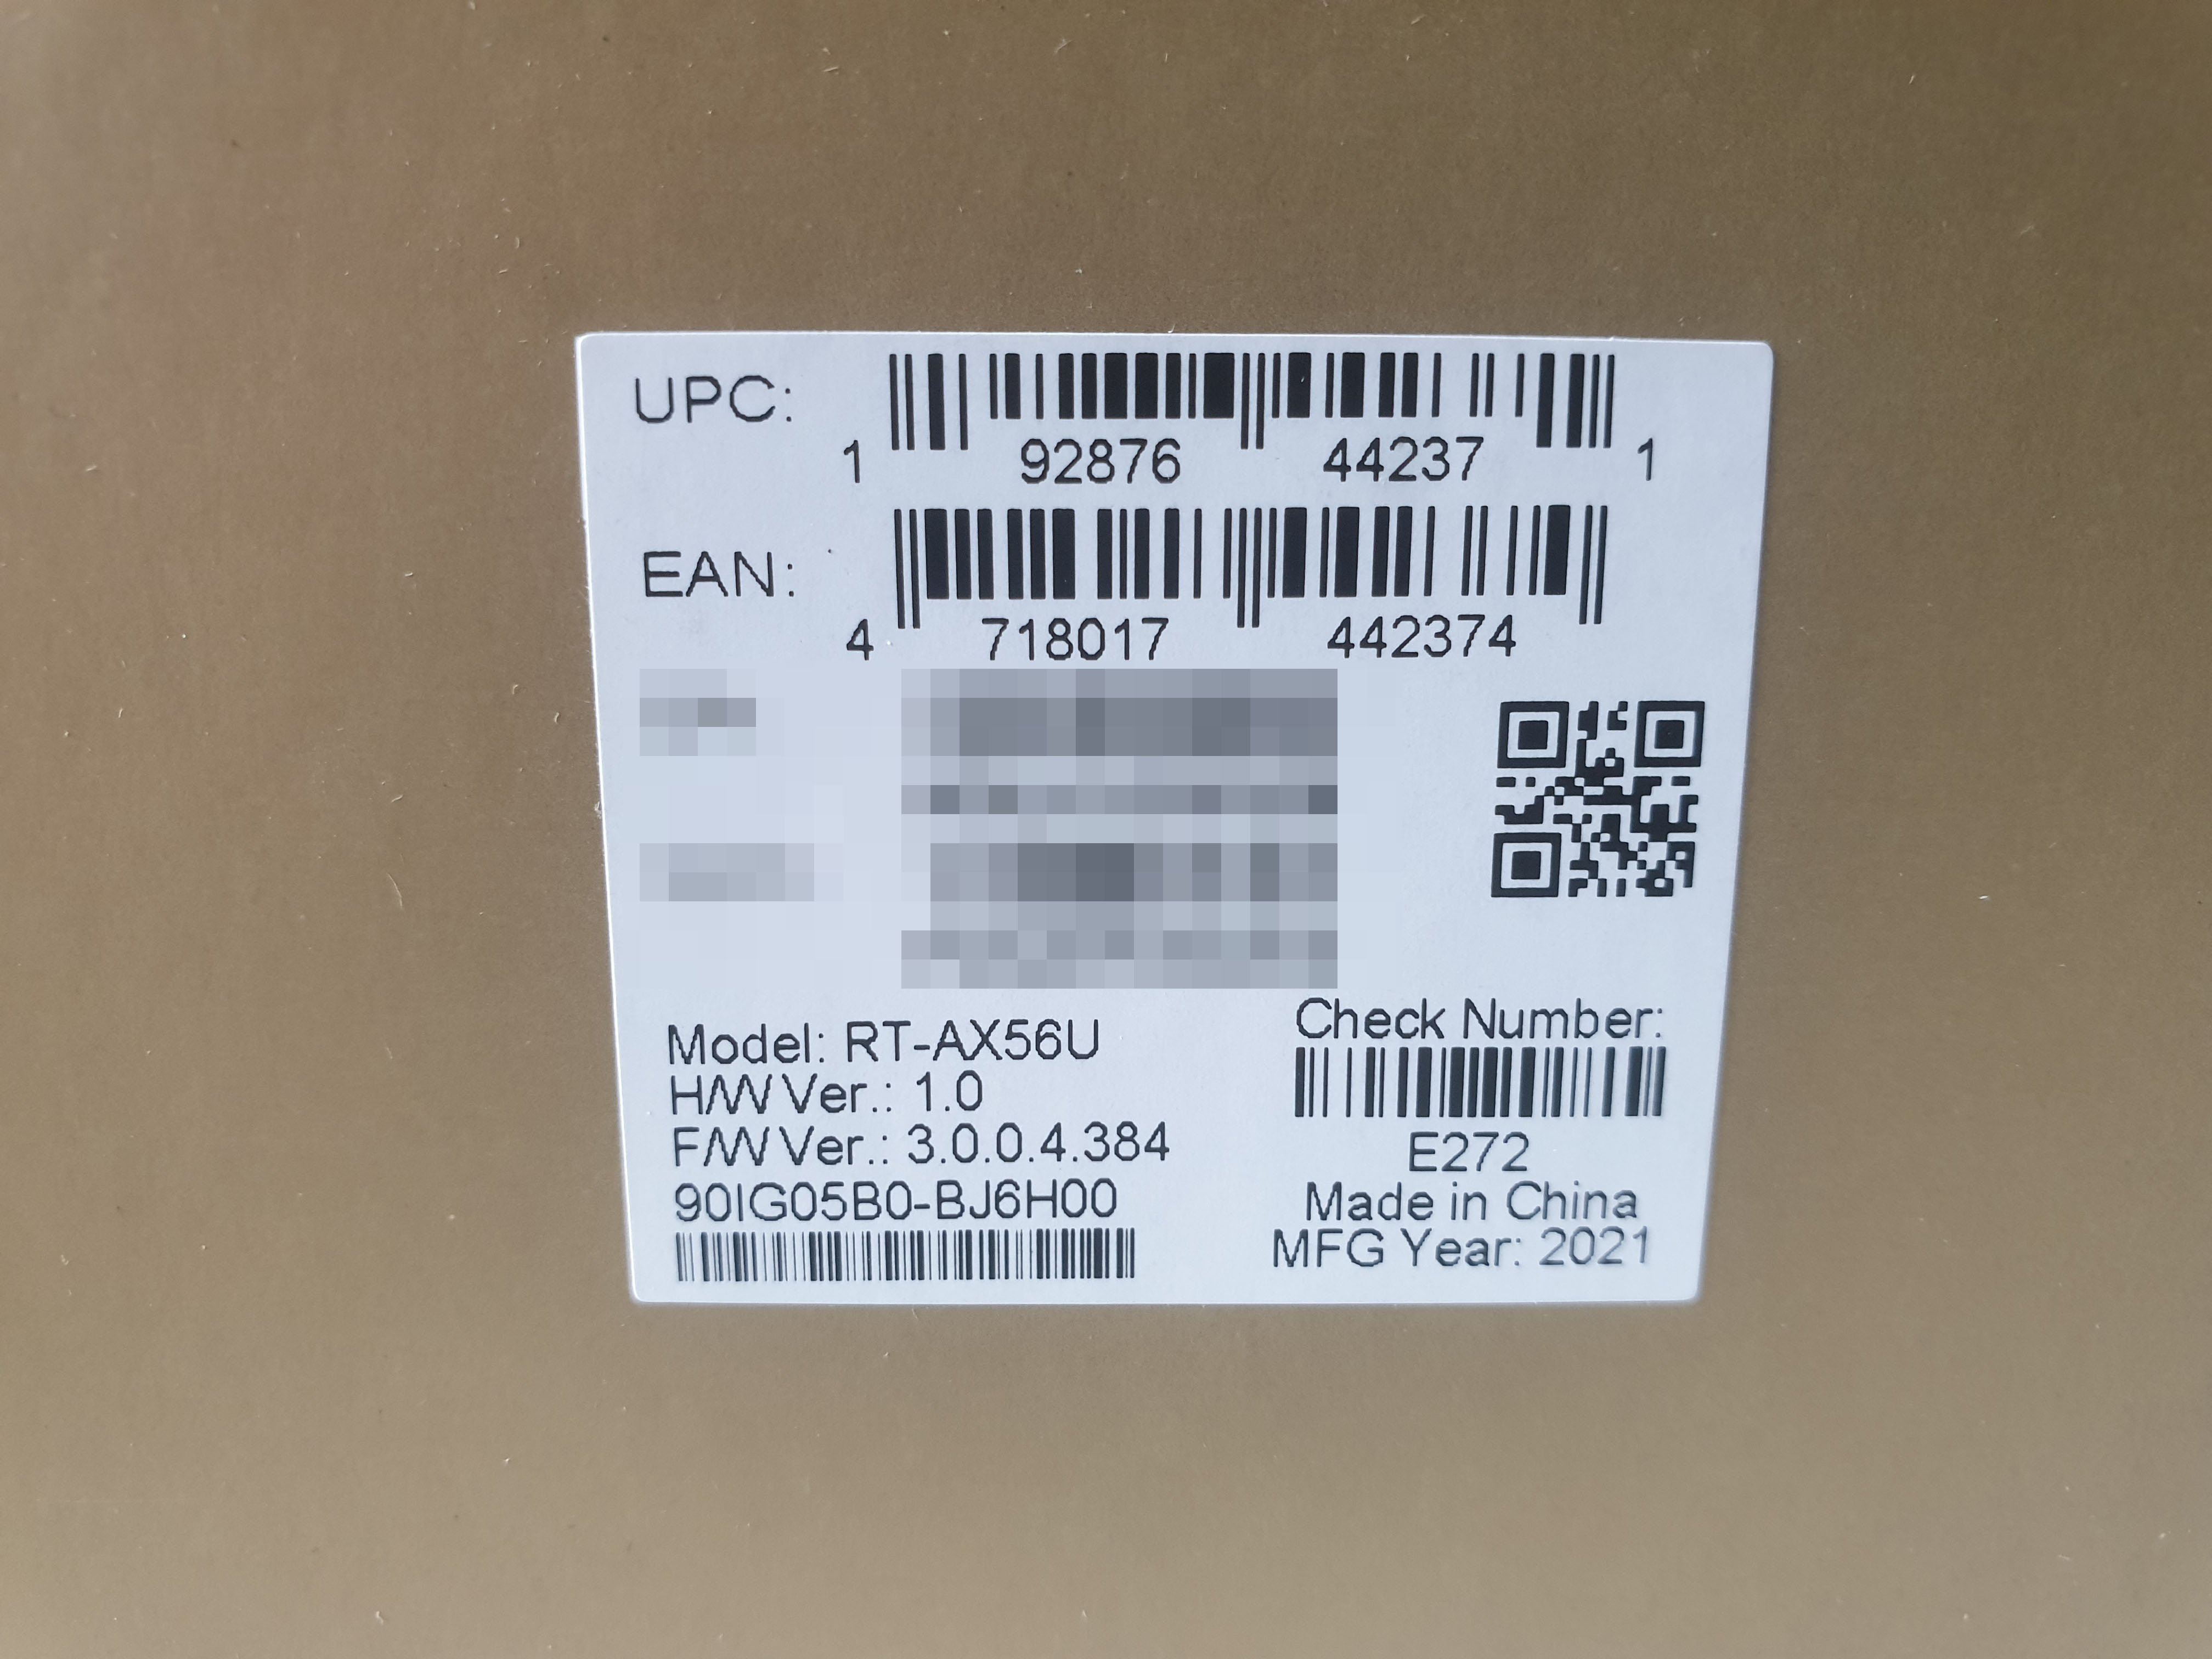 UPC:
1 92876 44237 1
EAN:
4 718017 442374
Model: RT-AX56U
H/W Ver.: 1.0
F/W Ver.: 3.0.0.4.384
90IG05B0-BJ6H00
Check Number:
E272
Made in China
MFG Year: 2021